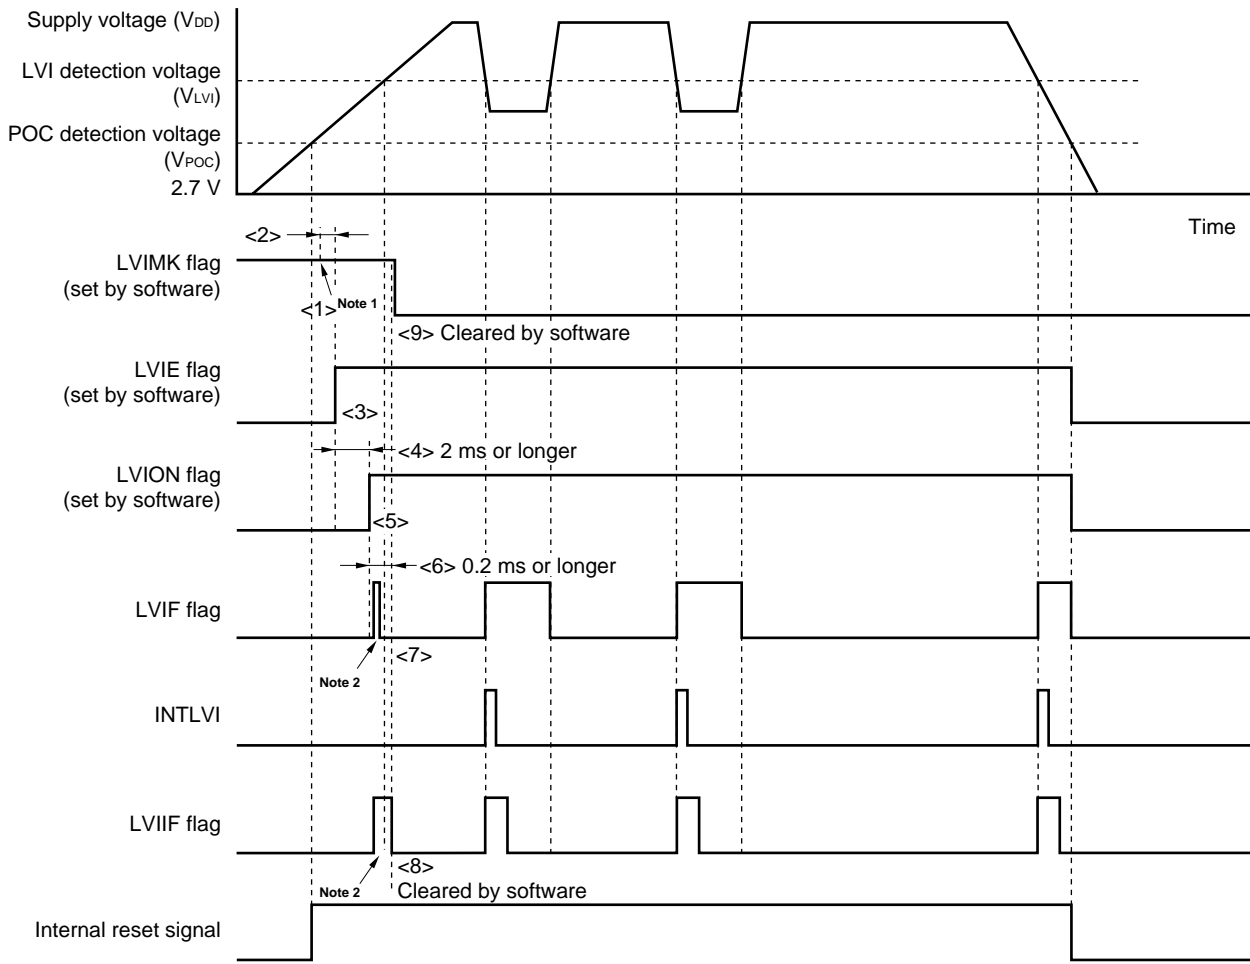 Supply voltage (VDD)
LVI detection voltage
(VLVI)
POC detection voltage
(VPOC)
2.7 V
Time
<2>
LVIMK flag
(set by software)
<1> Note 1
<9> Cleared by software
LVIE flag
(set by software)
<3>
<4> 2 ms or longer
LVION flag
(set by software)
<5>
<6> 0.2 ms or longer
LVIF flag
<7>
Note 2
INTLVI
LVIIF flag
<8>
Note 2
Cleared by software
Internal reset signal